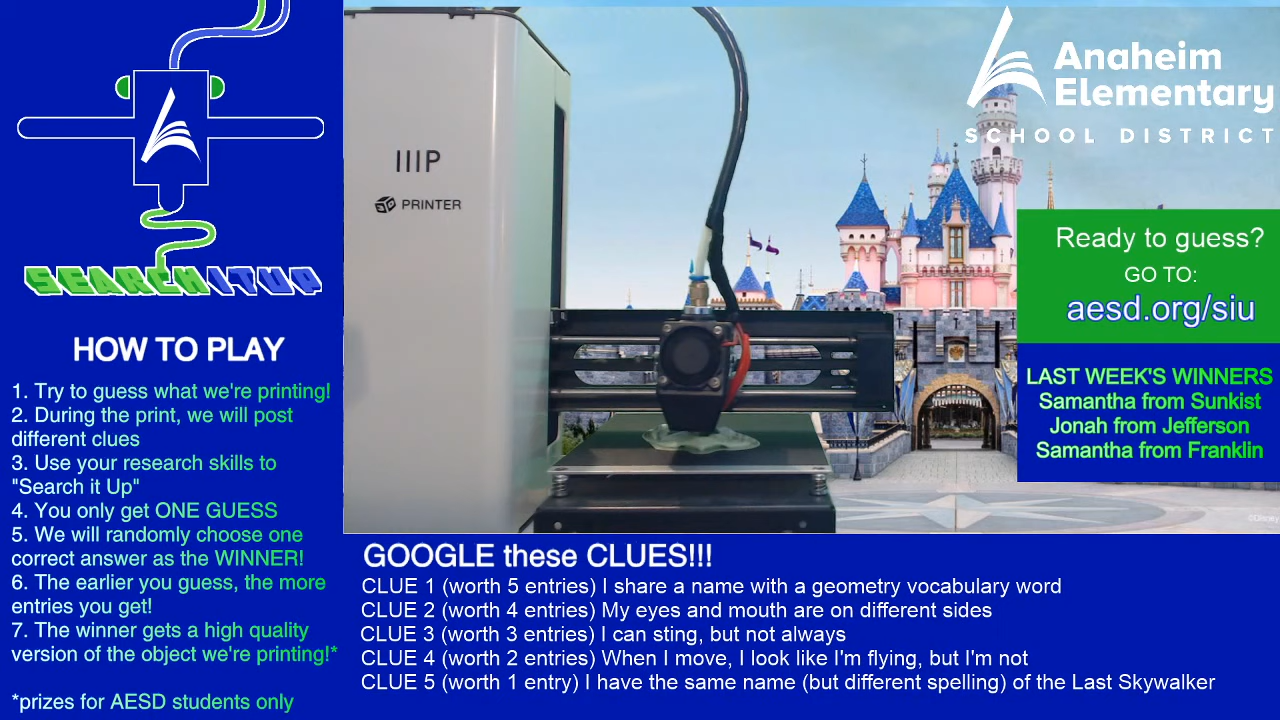 SEARCHITUP
HOW TO PLAY
1. Try to guess what we're printing!
2. During the print, we will post
different clues
3. Use your research skills to
"Search it Up"
4. You only get ONE GUESS
5. We will randomly choose one
correct answer as the WINNER!
6. The earlier you guess, the more
entries you get!
7. The winner gets a high quality
version of the object we're printing!*
*prizes for AESD students only
IIIP
3D PRINTER
Anaheim
Elementary
SCHOOL DISTRICT
Ready to guess?
GO TO:
aesd.org/siu
LAST WEEK'S WINNERS
Samantha from Sunkist
Jonah from Jefferson
Samantha from Franklin
©Disney
GOOGLE these CLUES!!!
CLUE 1 (worth 5 entries) I share a name with a geometry vocabulary word
CLUE 2 (worth 4 entries) My eyes and mouth are on different sides
CLUE 3 (worth 3 entries) I can sting, but not always
CLUE 4 (worth 2 entries) When I move, I look like I'm flying, but I'm not
CLUE 5 (worth 1 entry) I have the same name (but different spelling) of the Last Skywalker